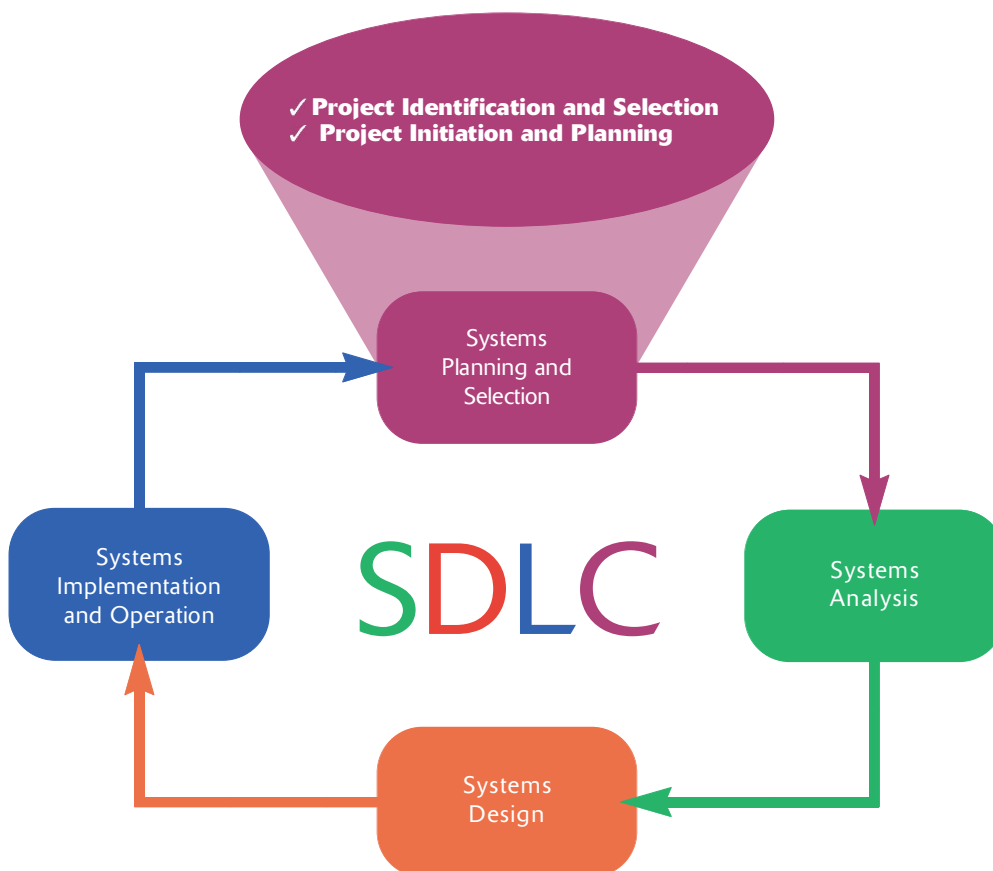 ✓ Project Identification and Selection
✓ Project Initiation and Planning
Systems
Planning and
Selection
Systems
Implementation
and Operation
SDLC
Systems
Analysis
Systems
Design